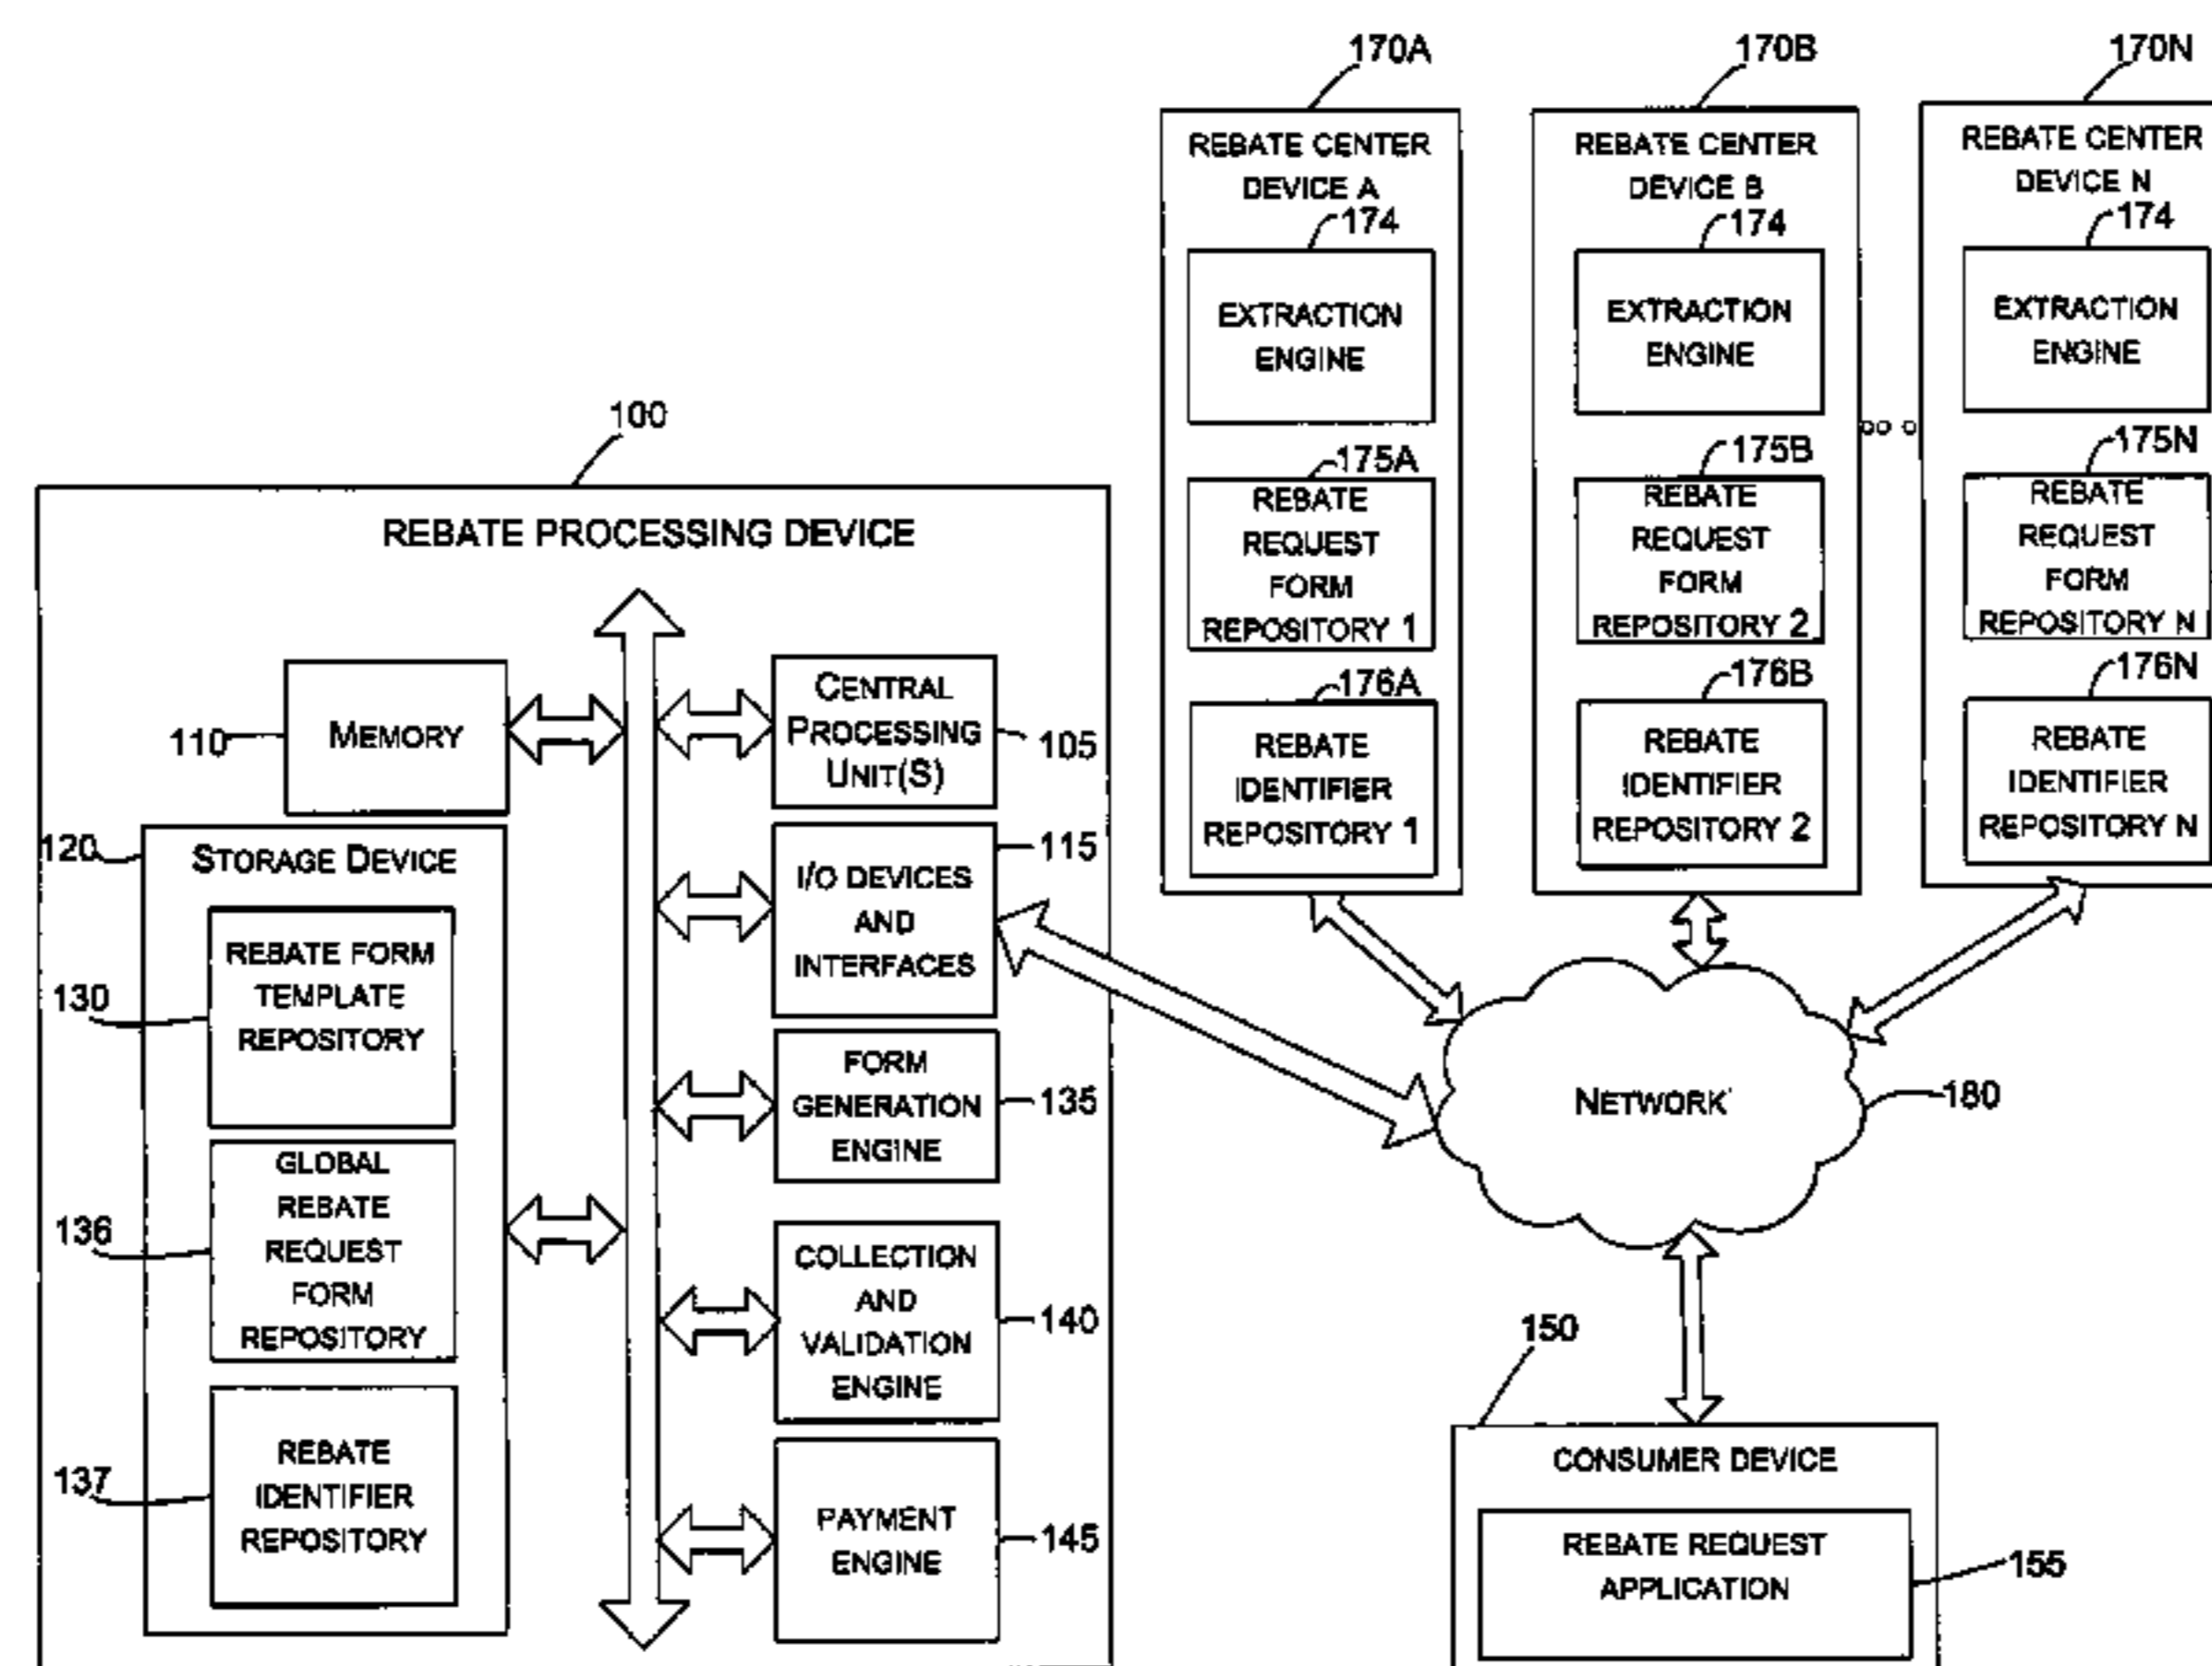 170A
170B
170N
REBATE CENTER
DEVICE A
174
EXTRACTION
ENGINE
175A
REBATE
REQUEST
FORM
REPOSITORY 1
176A
REBATE
IDENTIFIER
REPOSITORY 1
REBATE CENTER
DEVICE B
174
EXTRACTION
ENGINE
175B
REBATE
REQUEST
FORM
REPOSITORY 2
176B
REBATE
IDENTIFIER
REPOSITORY 2
REBATE CENTER
DEVICE N
174
EXTRACTION
ENGINE
175N
REBATE
REQUEST
FORM
REPOSITORY N
176N
REBATE
IDENTIFIER
REPOSITORY N
100
REBATE PROCESSING DEVICE
110
MEMORY
120
STORAGE DEVICE
130
REBATE FORM
TEMPLATE
REPOSITORY
136
GLOBAL
REBATE
REQUEST
FORM
REPOSITORY
137
REBATE
IDENTIFIER
REPOSITORY
CENTRAL
PROCESSING
UNIT(S)
105
I/O DEVICES
AND
INTERFACES
115
FORM
GENERATION
ENGINE
135
COLLECTION
AND
VALIDATION
ENGINE
140
PAYMENT
ENGINE
145
NETWORK
180
150
CONSUMER DEVICE
REBATE REQUEST
APPLICATION
155